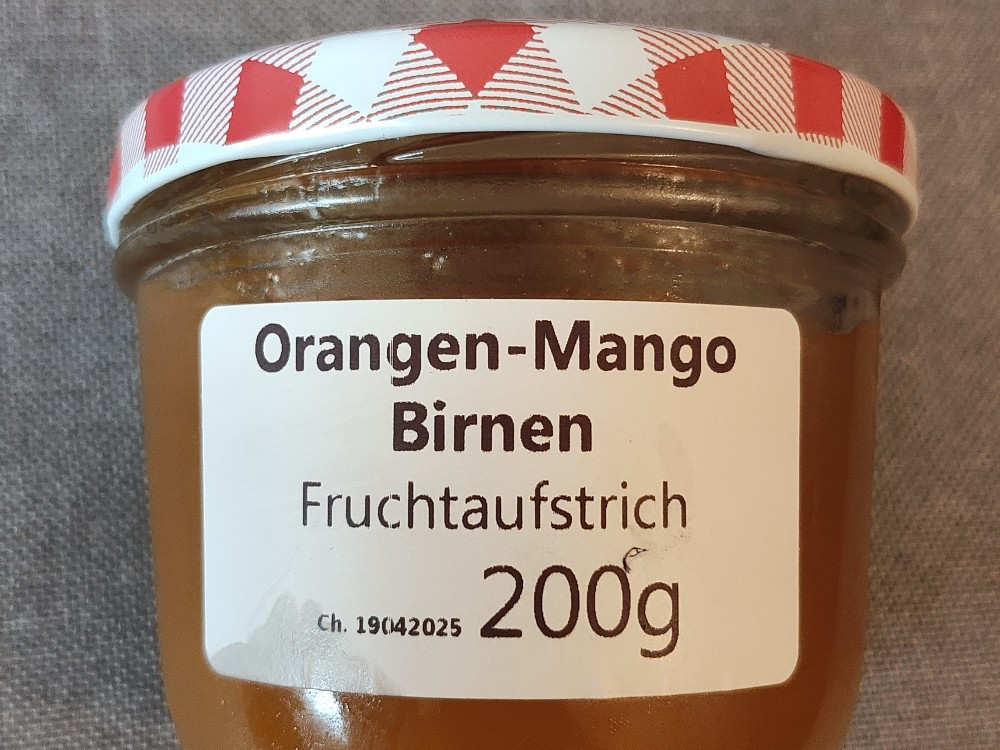 Orangen-Mango
Birnen
Fruchtaufstrich
Ch. 19042025 200g